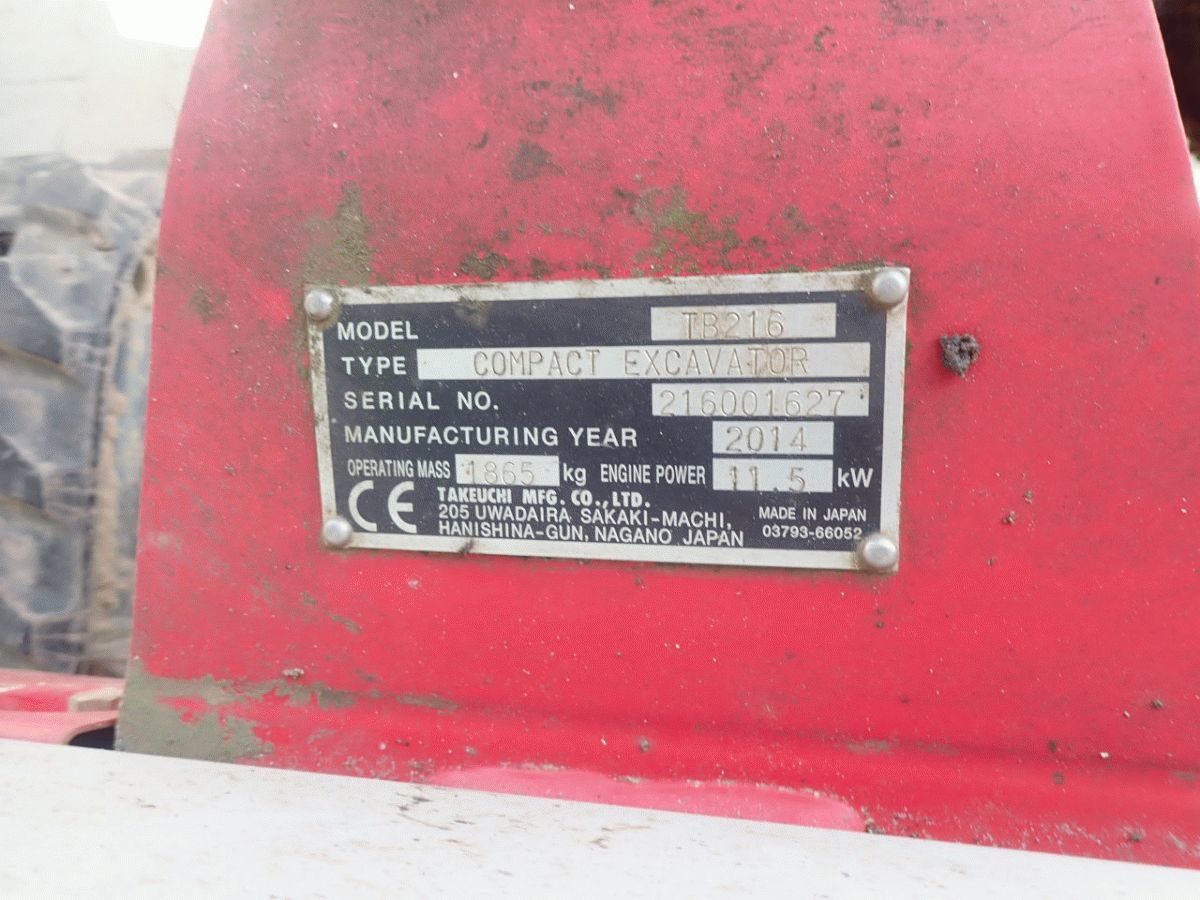 MODEL TB216
TYPE COMPACT EXCAVATOR
SERIAL NO. 216001627
MANUFACTURING YEAR 2014
OPERATING MASS 1865 kg ENGINE POWER 11.5 kW
CE TAKEUCHI MFG. CO., LTD.
205 UWADAIRA SAKAKI-MACHI,
HANISHINA-GUN, NAGANO JAPAN
MADE IN JAPAN
03793-66052